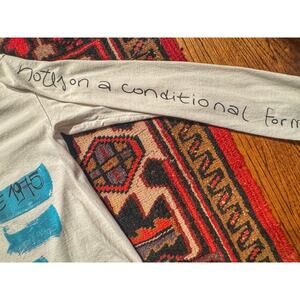 notes on a conditional form
1975